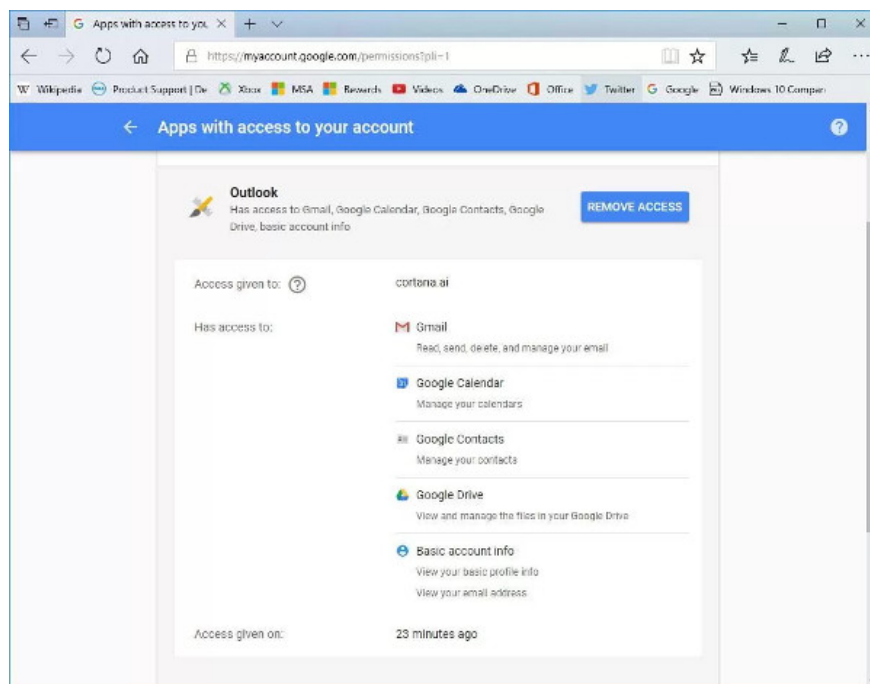 Apps with access to you
https://myaccount.google.com/permissions?pli=1
W Wikipedia Product Support | De Xbox MSA Rewards Videos OneDrive Office Twitter G Google Windows 10 Compari
Apps with access to your account
Outlook
Has access to Gmail, Google Calendar, Google Contacts, Google
Drive, basic account info
REMOVE ACCESS
Access given to: cortana.ai
Has access to: Gmail
Read, send, delete, and manage your email
Google Calendar
Manage your calendars
Google Contacts
Manage your contacts
Google Drive
View and manage the files in your Google Drive
Basic account info
View your basic profile info
View your email address
Access given on: 23 minutes ago